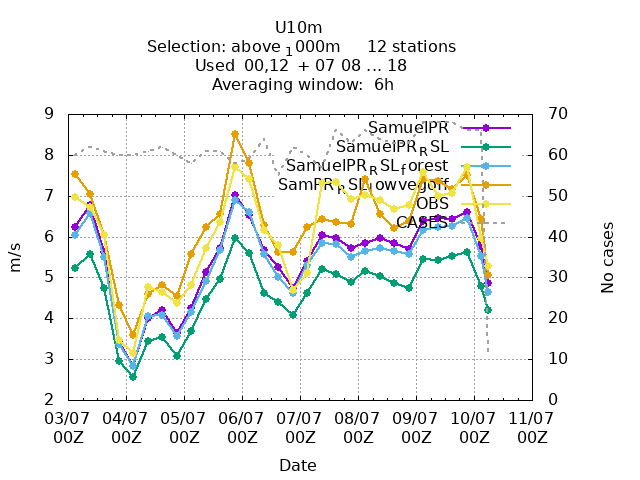 U10m
Selection: above 1000m 12 stations
Used 00,12 + 07 08 ... 18
Averaging window: 6h
9
8
7
6
5
4
3
2
m/s
70
60
50
40
30
20
10
0
No cases
SamuelPR
SamuelPRRSL
SamuelPRRSLforest
OBS
CASES
03/07 04/07 05/07 06/07 07/07 08/07 09/07 10/07 11/07
00Z 00Z 00Z 00Z 00Z 00Z 00Z 00Z 00Z
Date